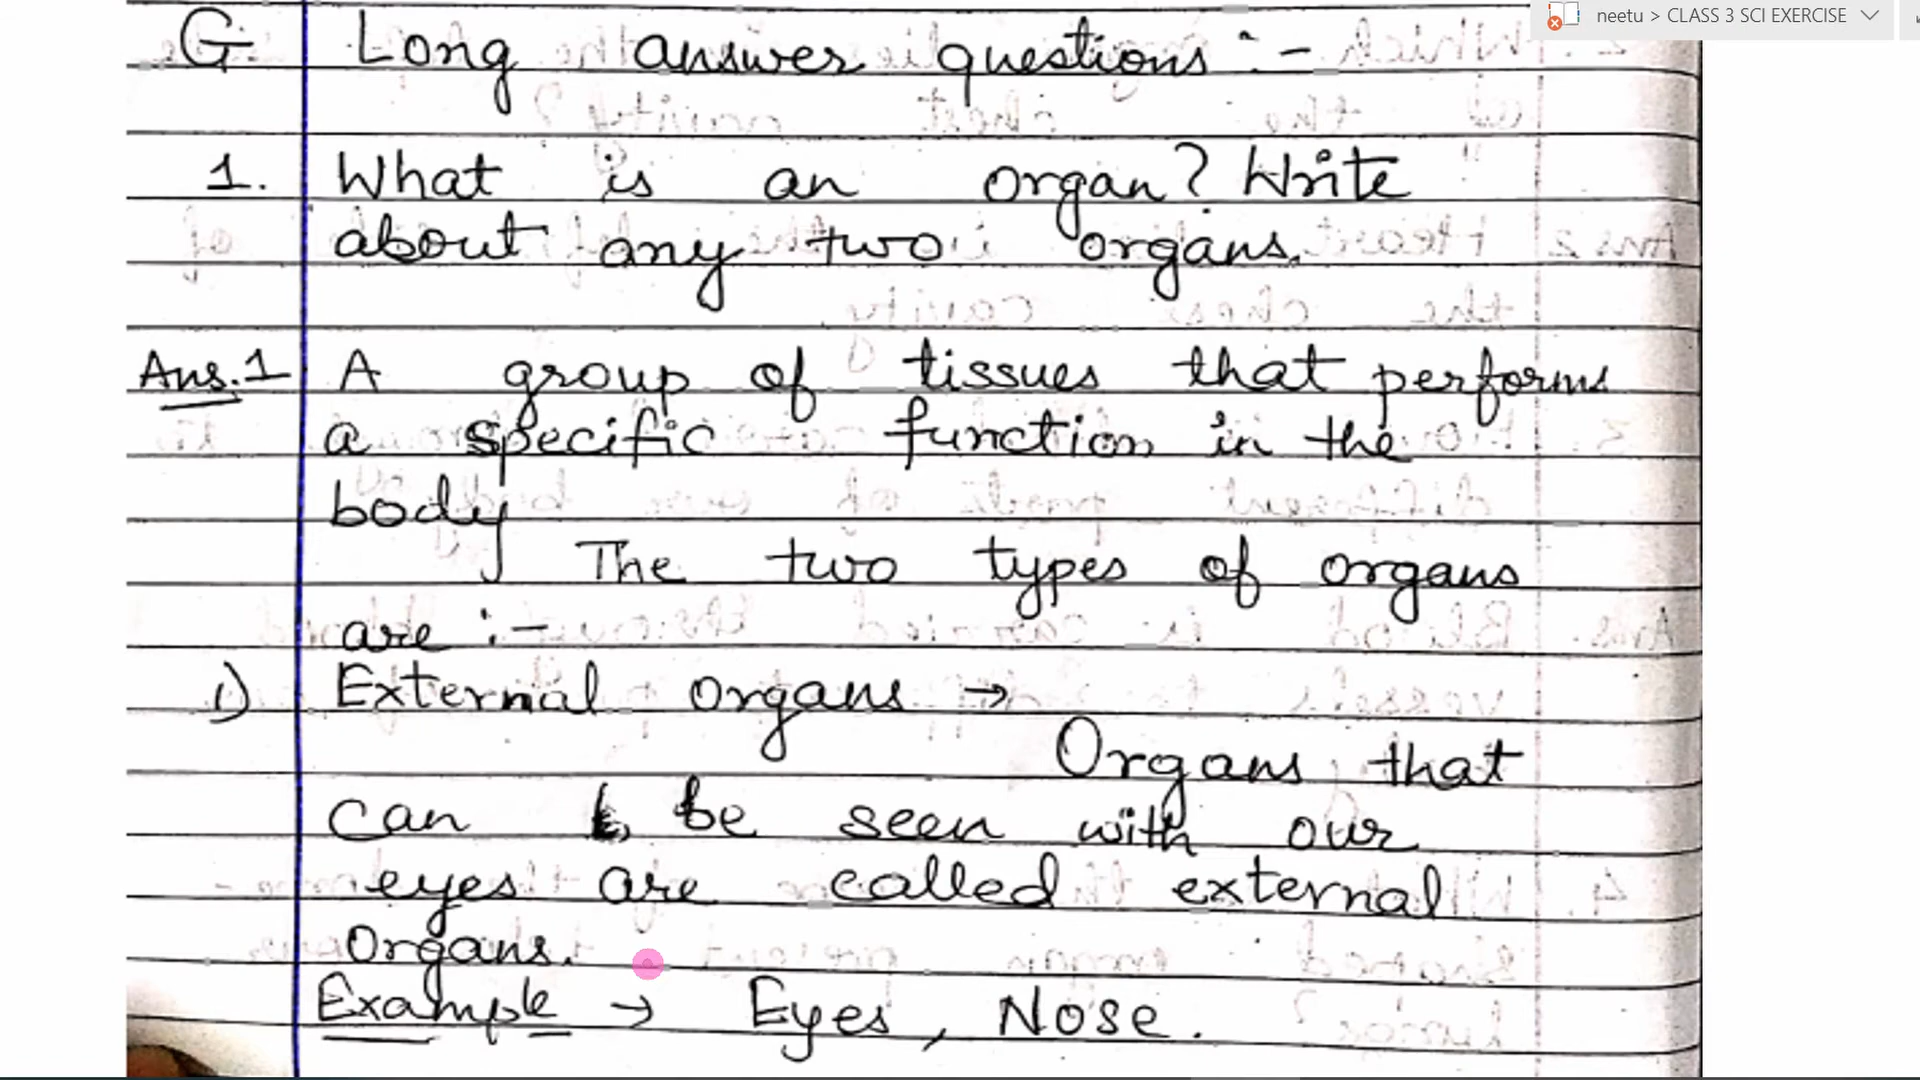 neetu > CLASS 3 SCI EXERCISE
G Long answer questions :-
1. What is an organ? Write
about any two organs.
Ans.1 A group of tissues that performs
a specific function in the
body
The two types of organs
are :-
i) External organs →
Organs that
can be seen with our
eyes are called external
organs.
Example → Eyes, Nose.